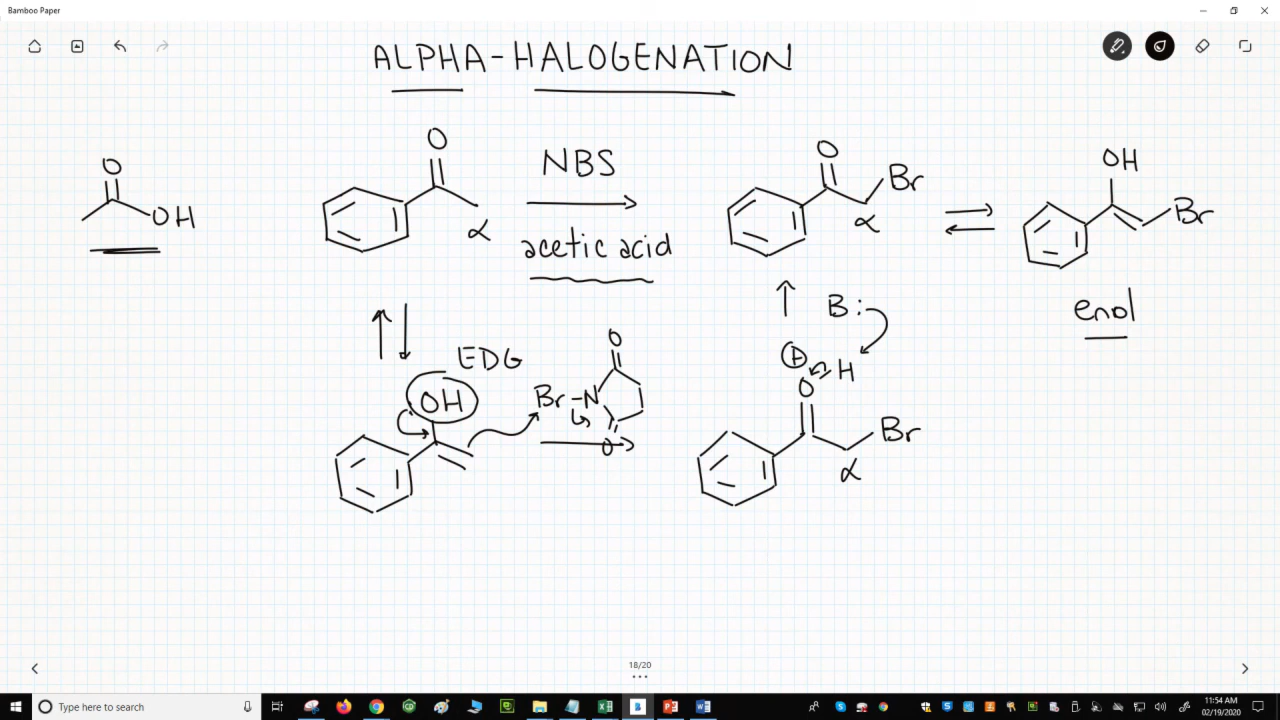 Bamboo Paper
ALPHA-HALOGENATION
O
OH
O
α
NBS
acetic acid
O
Br
α
OH
Br
enol
B:
EDG
OH
Br-N
O
O
⊕
H
O
Br
α
18/20
Type here to search
11:54 AM
02/19/2020